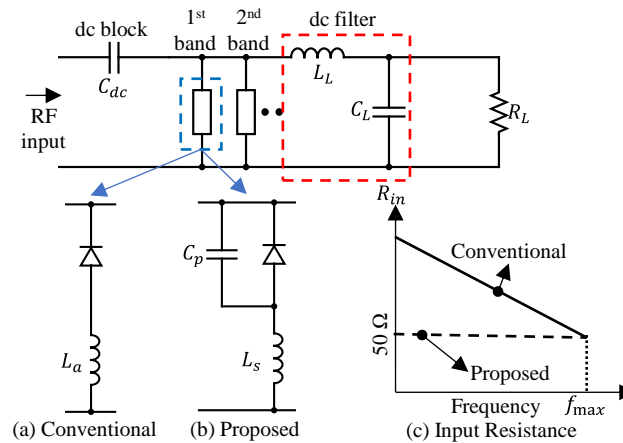 1st 2nd
dc block band band dc filter
C_dc L_L C_L R_L
RF
input
R_in
C_p Conventional
50 Ω
L_a L_s Proposed
Frequency f_max
(a) Conventional (b) Proposed (c) Input Resistance